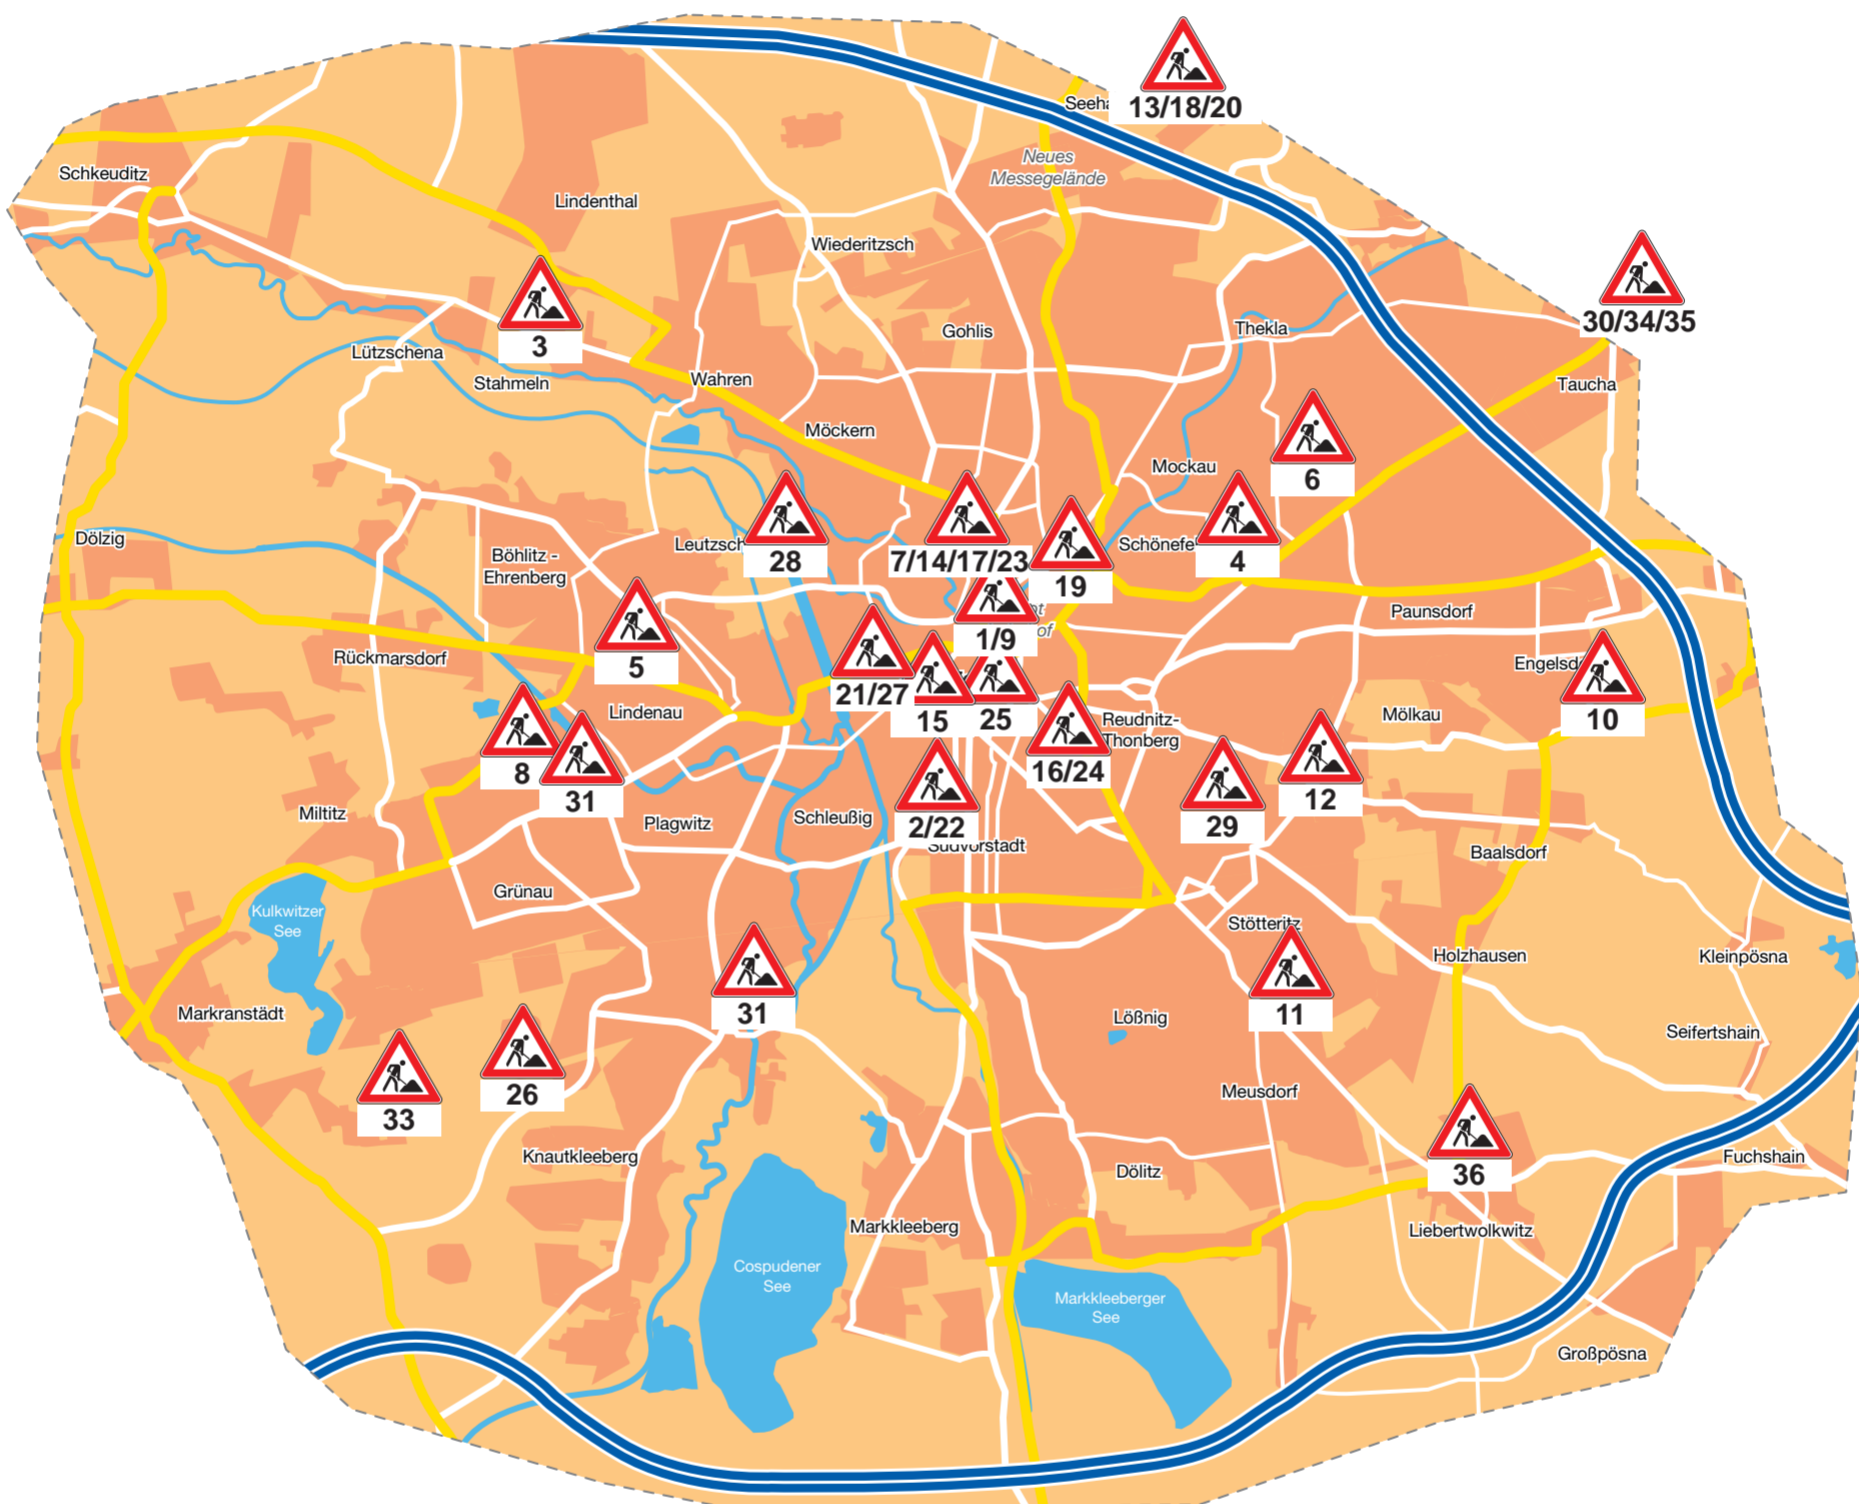 13/18/20
Neues
Messegelände
Schkeuditz
Lindenthal
Wiederitzsch
30/34/35
3
Gohlis
Thekla
Lützschena
Stahmeln
Wahren
Taucha
Möckern
Mockau
6
Dölzig
28
7/14/17/23
19
4
Böhlitz -
Ehrenberg
Paunsdorf
1/9
5
Rückmarsdorf
21/27
15
25
Lindenau
Reudnitz-
Thonberg
Mölkau
10
8
31
16/24
29
12
2/22
Miltitz
Plagwitz
Schleußig
Südvorstadt
Baalsdorf
Grünau
Kulkwitzer
See
Stötteritz
Holzhausen
Kleinpösna
Markranstädt
31
Lößnig
11
Seifertshain
33
26
Meusdorf
Knautkleeberg
Dölitz
36
Fuchshain
Markkleeberg
Liebertwolkwitz
Cospudener
See
Markkleeberger
See
Großpösna